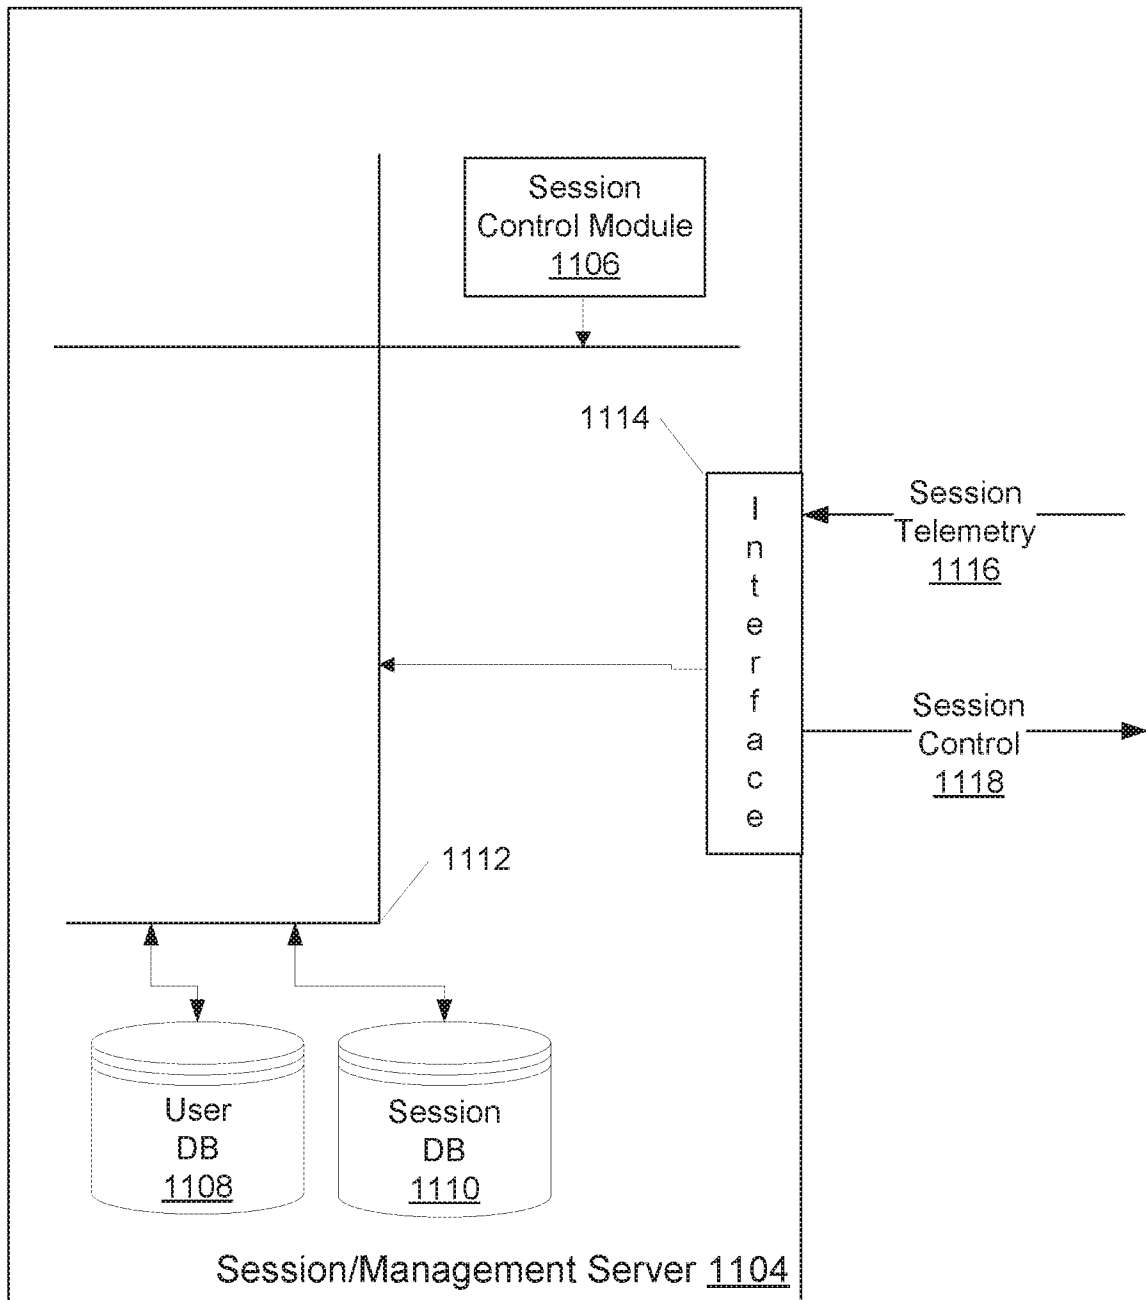 Session
Control Module
1106
1114
Interface
Session
Telemetry
1116
Session
Control
1118
1112
User
DB
1108
Session
DB
1110
Session/Management Server 1104